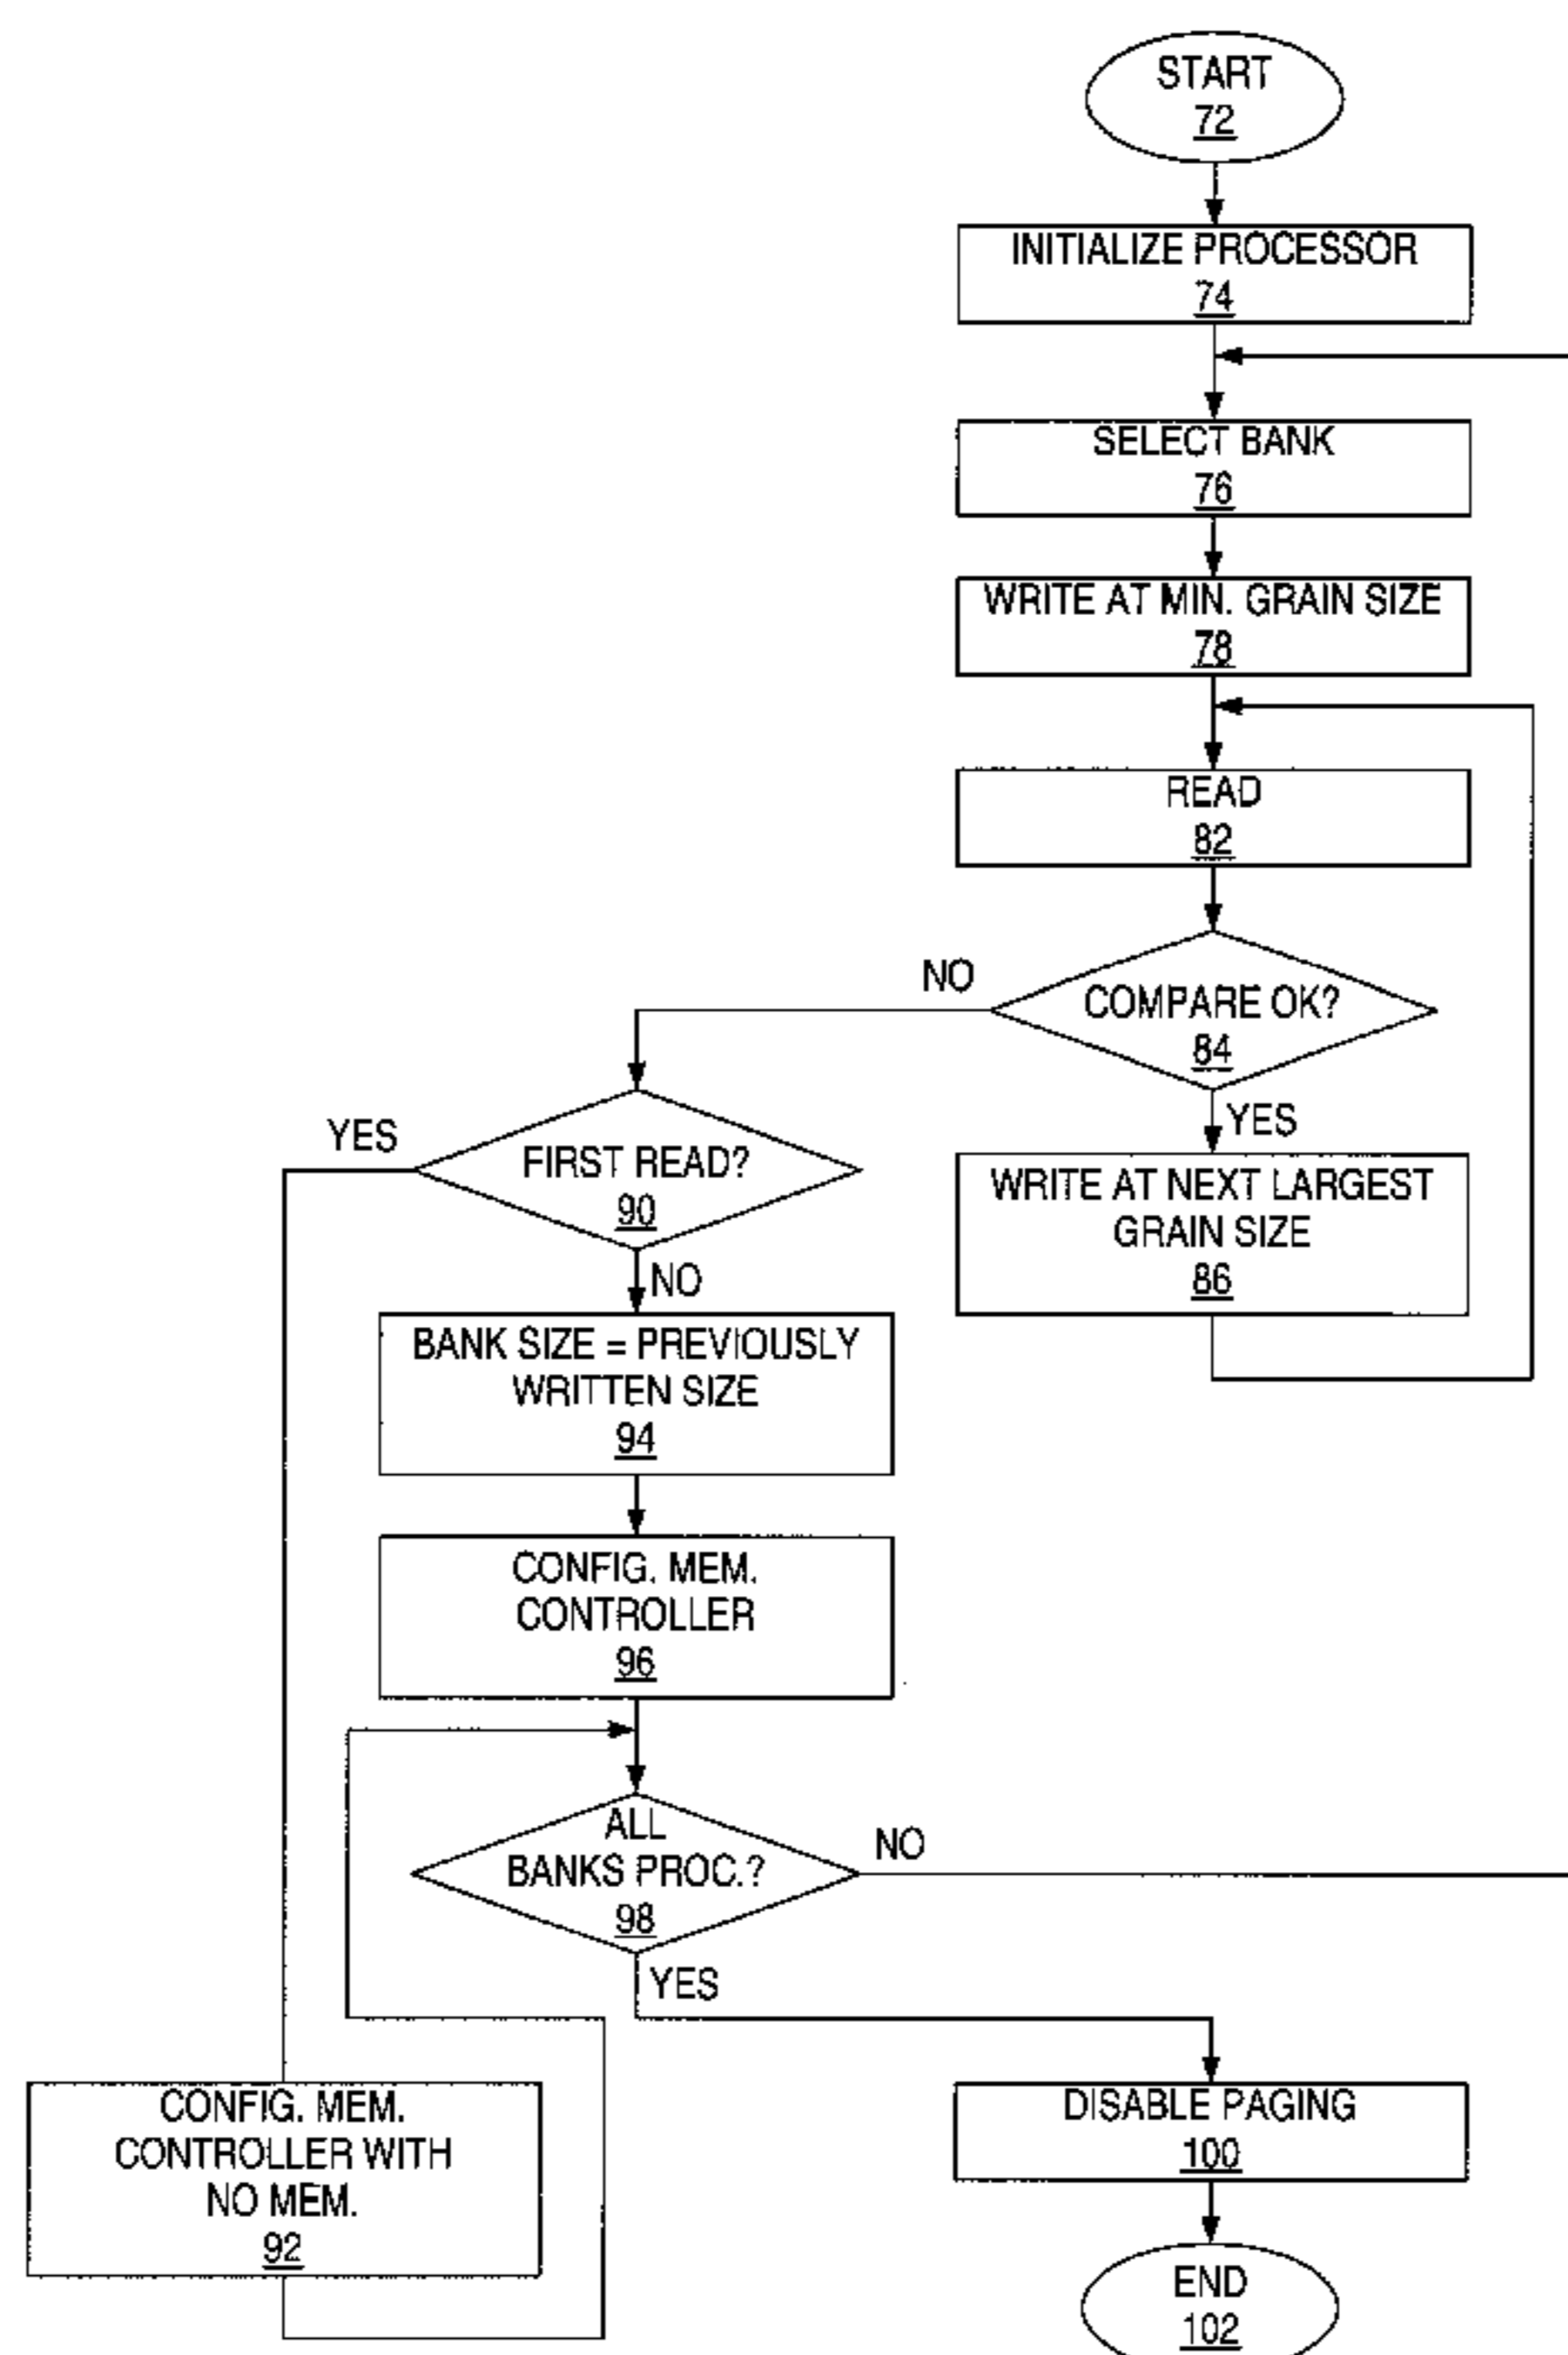 START
72
INITIALIZE PROCESSOR
74
SELECT BANK
76
WRITE AT MIN. GRAIN SIZE
78
READ
82
COMPARE OK?
84
NO
YES
WRITE AT NEXT LARGEST
GRAIN SIZE
86
FIRST READ?
90
YES
NO
BANK SIZE = PREVIOUSLY
WRITTEN SIZE
94
CONFIG. MEM.
CONTROLLER
96
ALL
BANKS PROC.?
98
NO
YES
CONFIG. MEM.
CONTROLLER WITH
NO MEM.
92
DISABLE PAGING
100
END
102